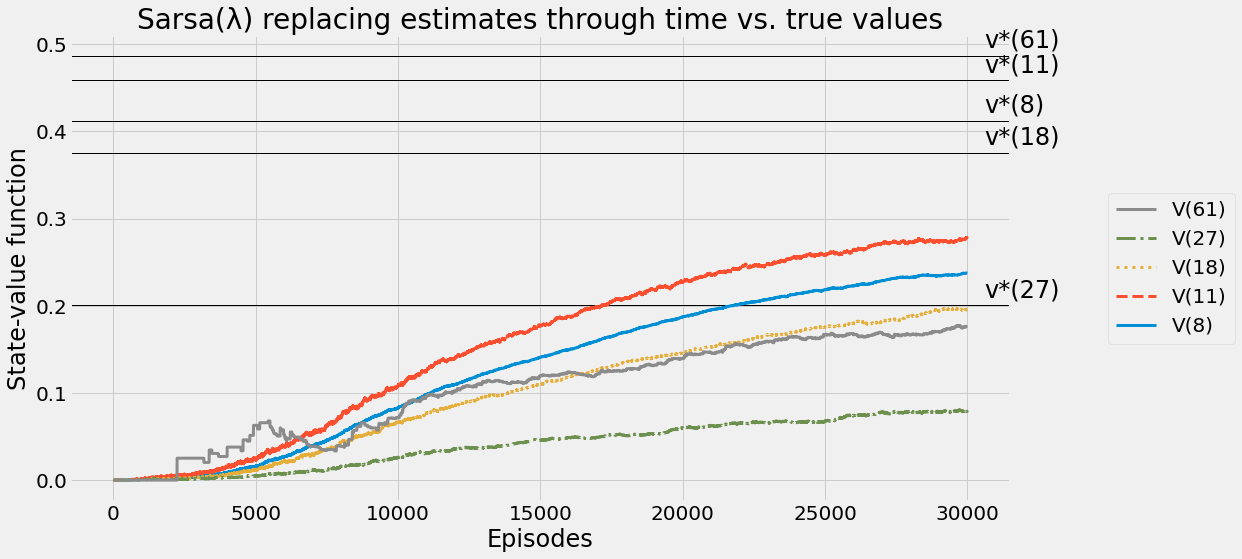 Sarsa(λ) replacing estimates through time vs. true values
State-value function
0.5
0.4
0.3
0.2
0.1
0.0
v*(61)
v*(11)
v*(8)
v*(18)
v*(27)
V(61)
V(27)
V(18)
V(11)
V(8)
0 5000 10000 15000 20000 25000 30000
Episodes